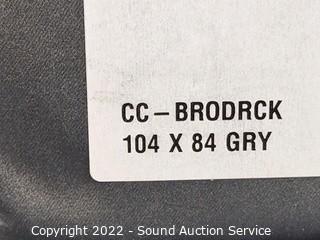 CC – BRODRCK
104 X 84 GRY
Copyright 2022 - Sound Auction Service